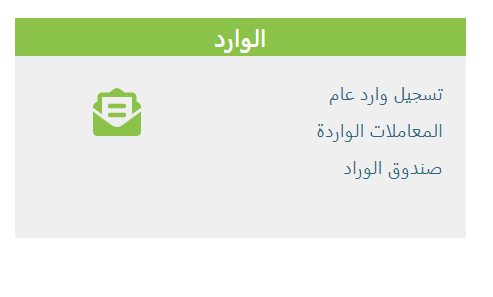 الوارد
تسجيل وارد عام
المعاملات الواردة
صندوق الوراد